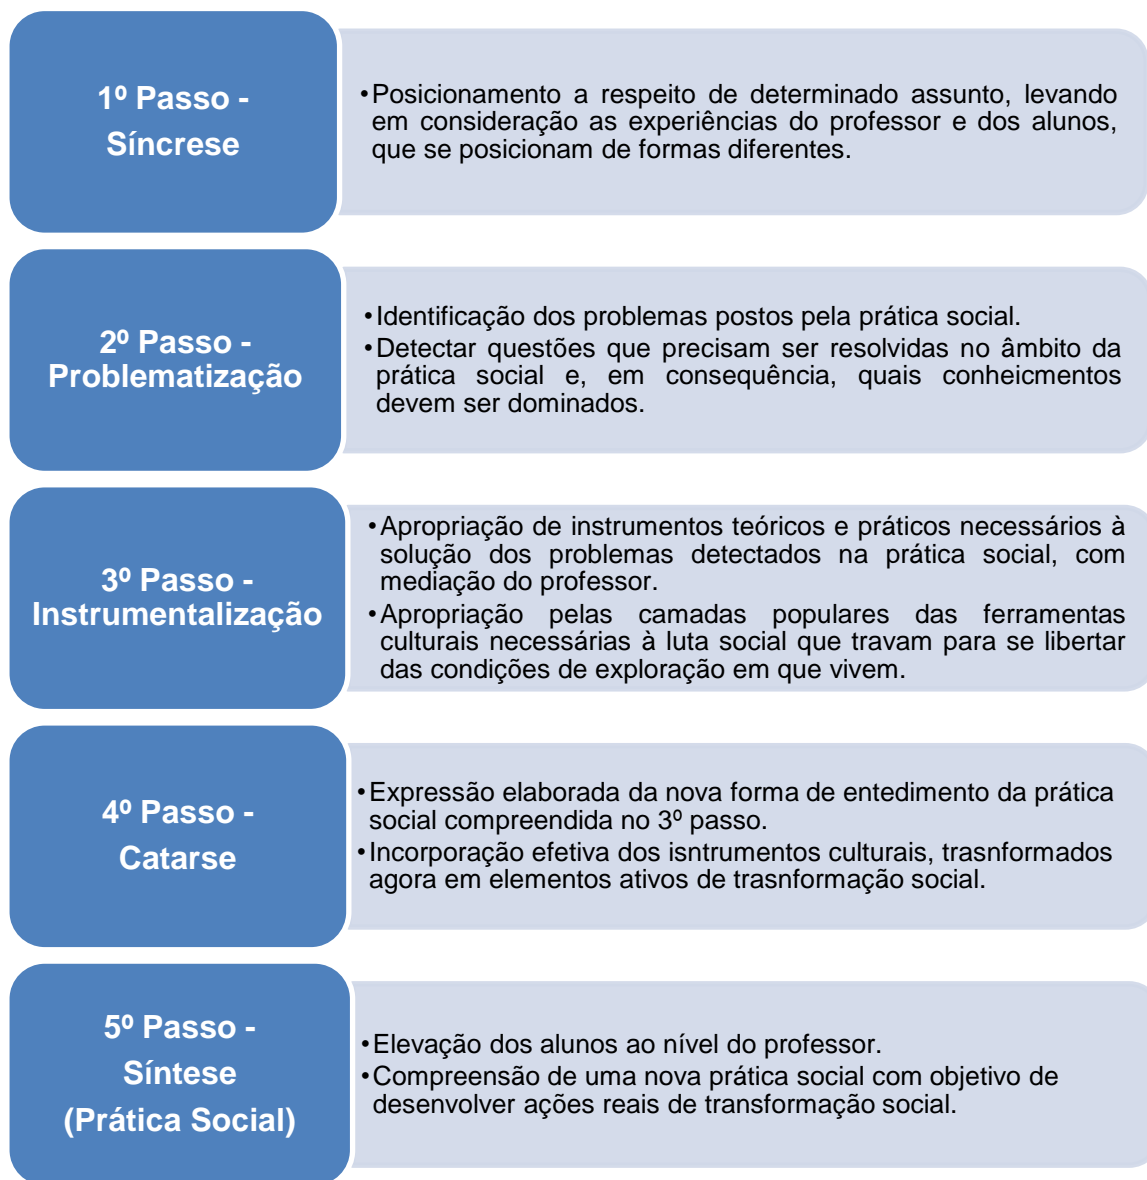 1º Passo -
Síncrese
•Posicionamento a respeito de determinado assunto, levando
em consideração as experiências do professor e dos alunos,
que se posicionam de formas diferentes.
2º Passo -
Problematização
•Identificação dos problemas postos pela prática social.
•Detectar questões que precisam ser resolvidas no âmbito da
prática social e, em consequência, quais conheicmentos
devem ser dominados.
3º Passo -
Instrumentalização
•Apropriação de instrumentos teóricos e práticos necessários à
solução dos problemas detectados na prática social, com
mediação do professor.
•Apropriação pelas camadas populares das ferramentas
culturais necessárias à luta social que travam para se libertar
das condições de exploração em que vivem.
4º Passo -
Catarse
•Expressão elaborada da nova forma de entedimento da prática
social compreendida no 3º passo.
•Incorporação efetiva dos isntrumentos culturais, trasnformados
agora em elementos ativos de trasnformação social.
5º Passo -
Síntese
(Prática Social)
•Elevação dos alunos ao nível do professor.
•Compreensão de uma nova prática social com objetivo de
desenvolver ações reais de transformação social.